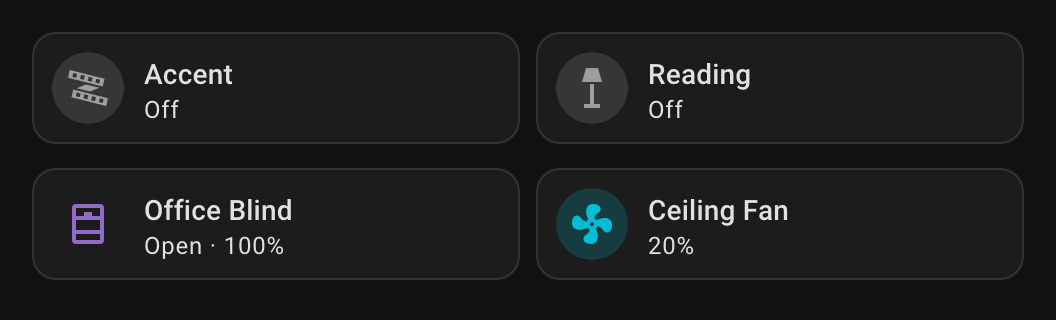 Accent
Off
Reading
Off
Office Blind
Open · 100%
Ceiling Fan
20%